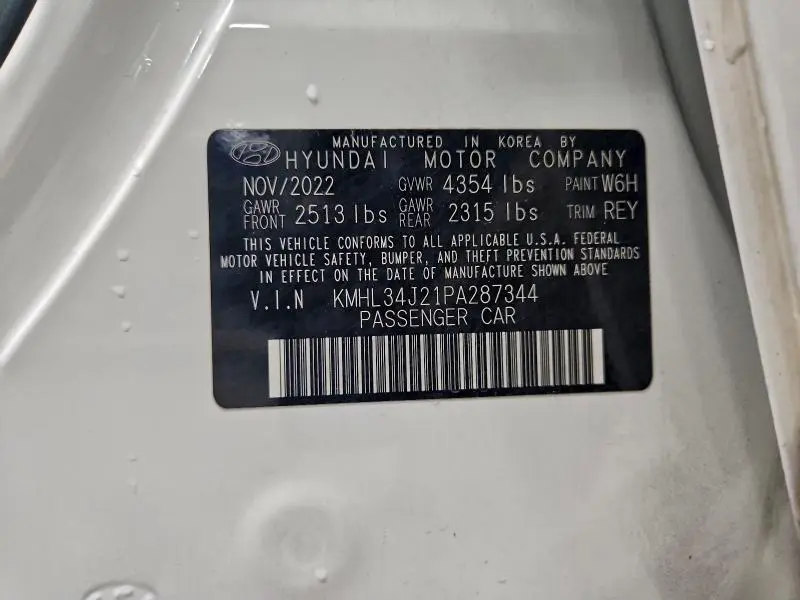 MANUFACTURED IN KOREA BY
HYUNDAI MOTOR COMPANY
NOV/2022 GVWR 4354 lbs PAINT W6H
GAWR FRONT 2513 lbs GAWR REAR 2315 lbs TRIM REY
THIS VEHICLE CONFORMS TO ALL APPLICABLE U.S.A. FEDERAL
MOTOR VEHICLE SAFETY, BUMPER, AND THEFT PREVENTION STANDARDS
IN EFFECT ON THE DATE OF MANUFACTURE SHOWN ABOVE
V.I.N KMHL34J21PA287344
PASSENGER CAR